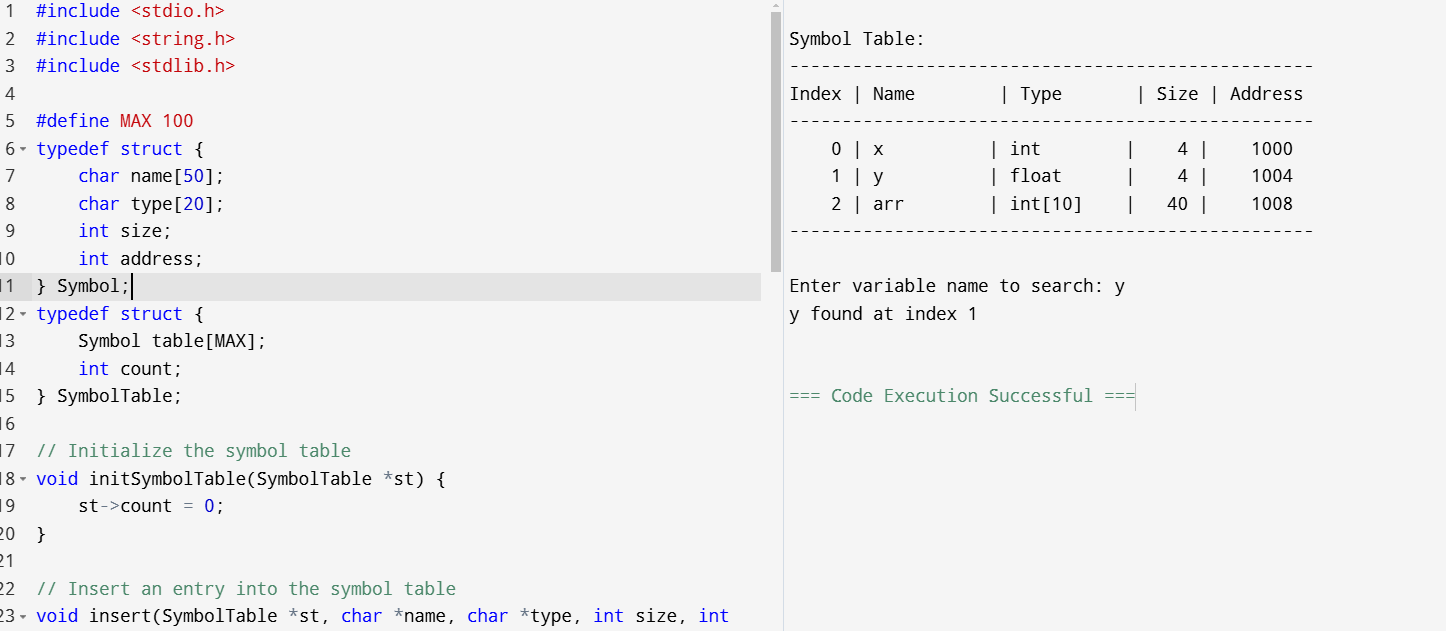 1 #include <stdio.h>
2 #include <string.h>
3 #include <stdlib.h>
4
5 #define MAX 100
6 typedef struct {
7     char name[50];
8     char type[20];
9     int size;
10     int address;
11 } Symbol;
12 typedef struct {
13     Symbol table[MAX];
14     int count;
15 } SymbolTable;
16
17 // Initialize the symbol table
18 void initSymbolTable(SymbolTable *st) {
19     st->count = 0;
20 }
21
22 // Insert an entry into the symbol table
23 void insert(SymbolTable *st, char *name, char *type, int size, int
Symbol Table:
--------------------------------------------------
Index | Name        | Type       | Size | Address
--------------------------------------------------
    0 | x          | int        |    4 |    1000
    1 | y          | float      |    4 |    1004
    2 | arr        | int[10]    |   40 |    1008
--------------------------------------------------
Enter variable name to search: y
y found at index 1
=== Code Execution Successful ===